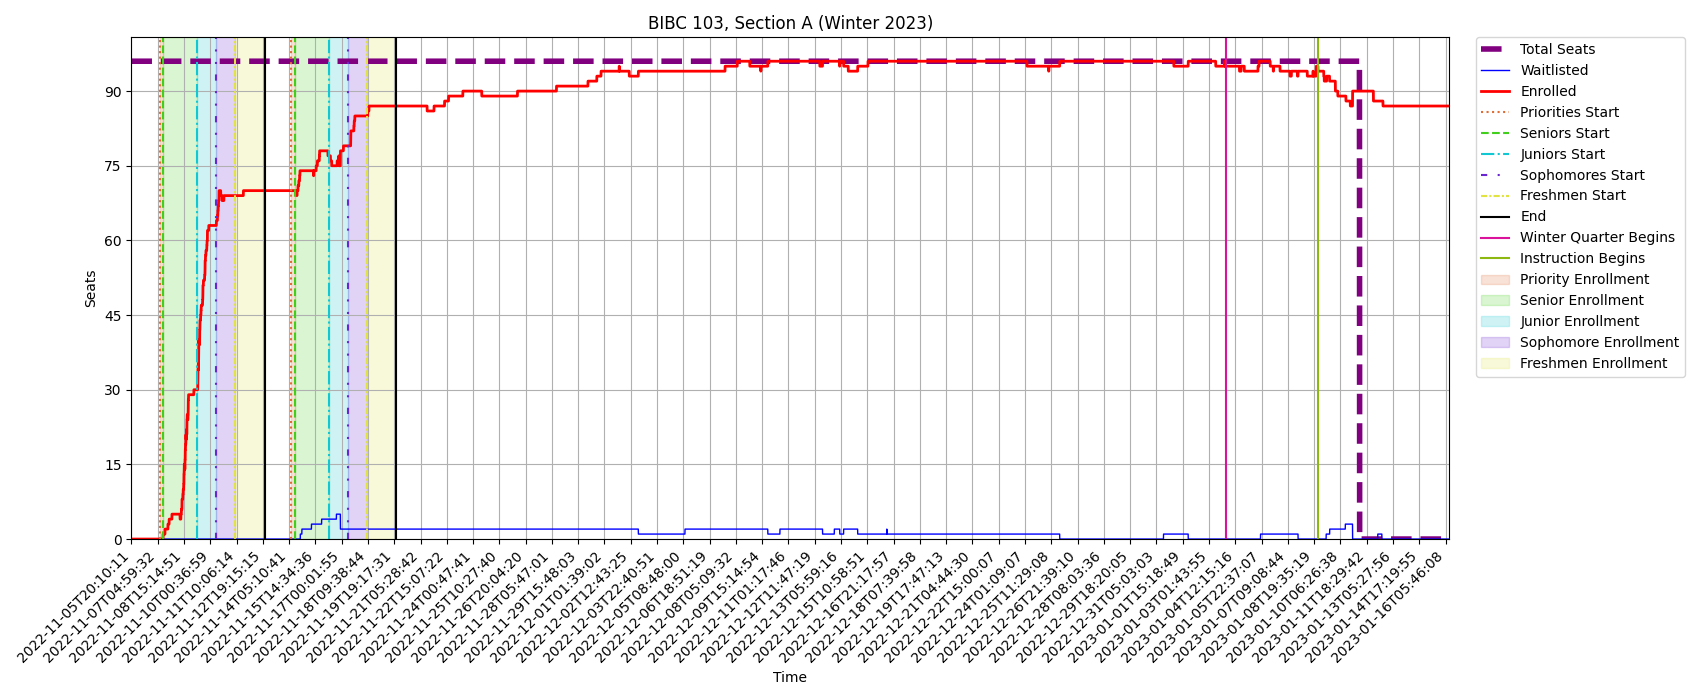 BIBC 103, Section A (Winter 2023)
Total Seats
Waitlisted
Enrolled
Priorities Start
Seniors Start
Juniors Start
Sophomores Start
Freshmen Start
End
Winter Quarter Begins
Instruction Begins
Priority Enrollment
Senior Enrollment
Junior Enrollment
Sophomore Enrollment
Freshmen Enrollment
Seats
90
75
60
45
30
15
0
2022-11-05T20:10:11
2022-11-07T04:59:32
2022-11-08T15:14:51
2022-11-10T00:36:59
2022-11-11T10:06:14
2022-11-12T19:15:15
2022-11-14T05:10:41
2022-11-15T14:34:36
2022-11-17T00:01:55
2022-11-18T09:38:44
2022-11-19T19:17:31
2022-11-21T05:28:42
2022-11-22T15:07:22
2022-11-24T00:47:41
2022-11-25T10:27:40
2022-11-26T20:04:20
2022-11-28T05:47:01
2022-11-29T15:48:03
2022-12-01T01:39:02
2022-12-02T12:43:25
2022-12-03T22:40:51
2022-12-05T08:48:00
2022-12-06T18:51:19
2022-12-08T05:09:32
2022-12-09T15:14:54
2022-12-11T01:17:46
2022-12-12T11:47:19
2022-12-13T05:59:16
2022-12-15T10:58:51
2022-12-16T21:17:57
2022-12-18T07:39:58
2022-12-19T17:47:13
2022-12-21T04:44:30
2022-12-22T15:00:07
2022-12-24T01:09:07
2022-12-25T11:29:08
2022-12-26T21:39:10
2022-12-28T08:03:36
2022-12-29T18:20:05
2022-12-31T05:03:03
2023-01-01T15:18:49
2023-01-03T01:43:55
2023-01-04T12:15:16
2023-01-05T22:37:07
2023-01-07T09:08:44
2023-01-08T19:35:19
2023-01-10T06:26:38
2023-01-11T18:29:42
2023-01-13T05:27:56
2023-01-14T17:19:55
2023-01-16T05:46:08
Time